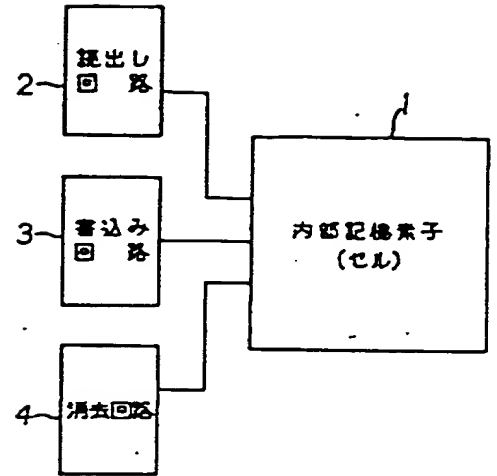 読出し
2 回 路
1
書込み
3 回 路
内部記憶素子
(セル)
4 消去回路